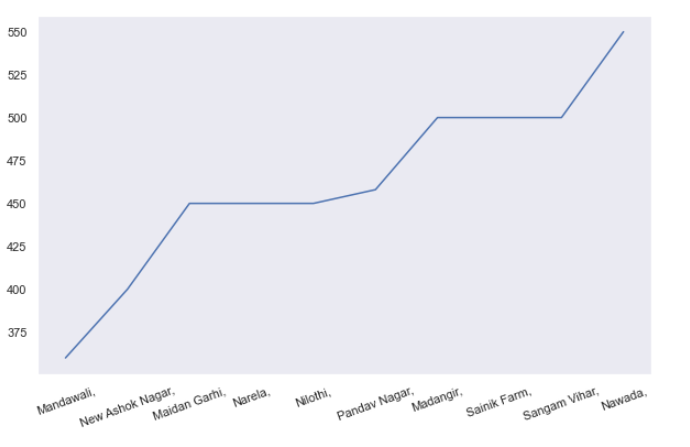 550
525
500
475
450
425
400
375
Mandawali,
New Ashok Nagar,
Maidan Garhi,
Narela,
Nilothi,
Pandav Nagar,
Madangir,
Sainik Farm,
Sangam Vihar,
Nawada,